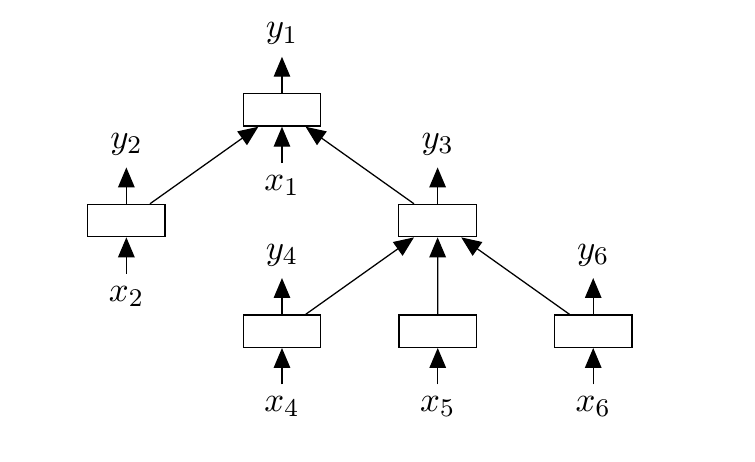 y₁
y₂ y₃
x₁
y₄ y₆
x₂
x₄ x₅ x₆